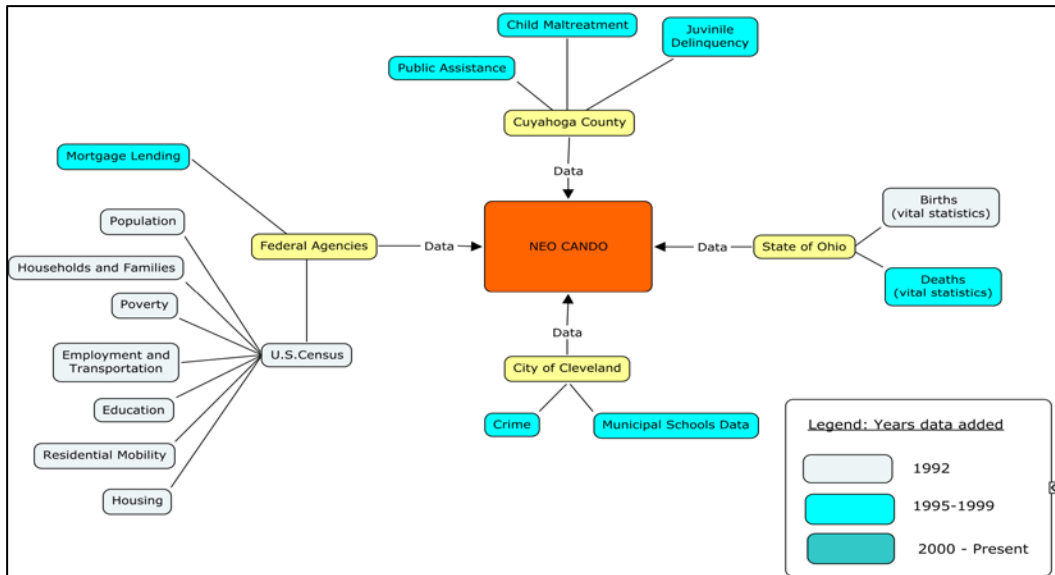 Child Maltreatment
Juvinile
Delinquency
Public Assistance
Cuyahoga County
Data
Mortgage Lending
Population
Households and Families
Poverty
Employment and
Transportation
Education
Residential Mobility
Housing
U.S.Census
Federal Agencies
Data
NEO CANDO
Data
State of Ohio
Births
(vital statistics)
Deaths
(vital statistics)
Data
City of Cleveland
Crime
Municipal Schools Data
Legend: Years data added
1992
1995-1999
2000 - Present